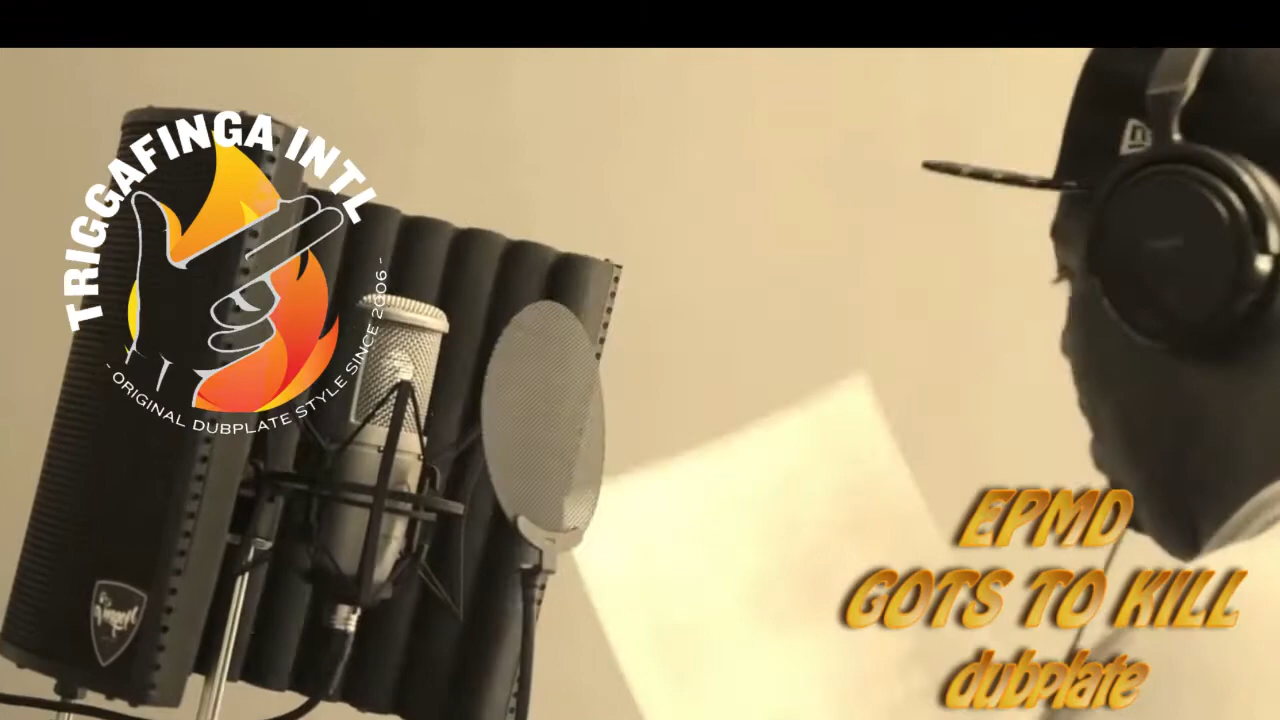 TRIGGAFINGA INTL
- ORIGINAL DUBPLATE STYLE SINCE 2006 -
EPMD
GOTS TO KILL
dubplate